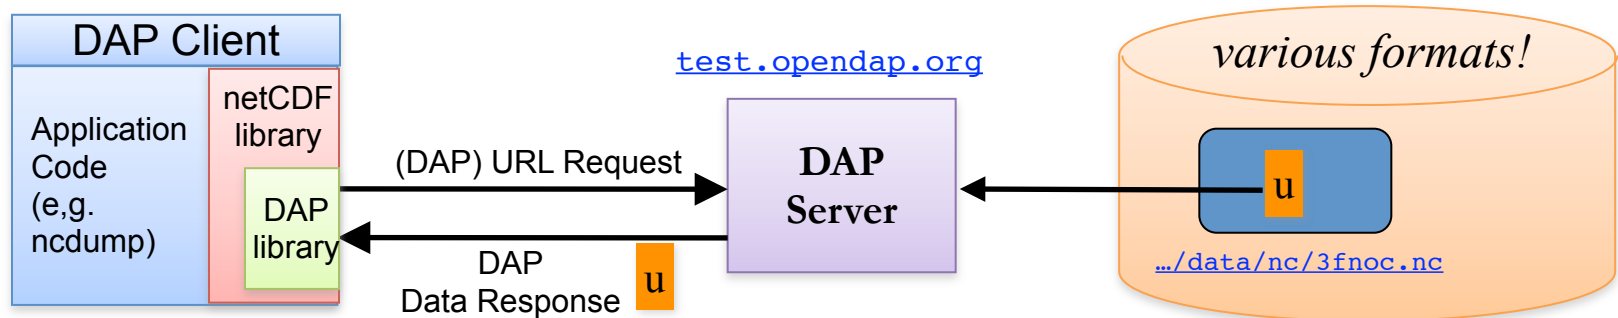 DAP Client
Application
Code
(e,g.
ncdump)
netCDF
library
DAP
library
(DAP) URL Request
DAP
Data Response
u
test.opendap.org
DAP
Server
various formats!
u
…/data/nc/3fnoc.nc